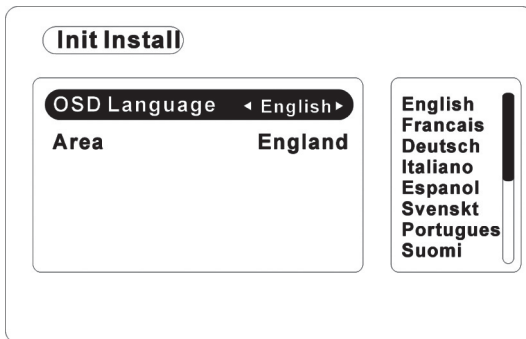 Init Install
OSD Language English
Area England
English
Francais
Deutsch
Italiano
Espanol
Svenskt
Portugues
Suomi